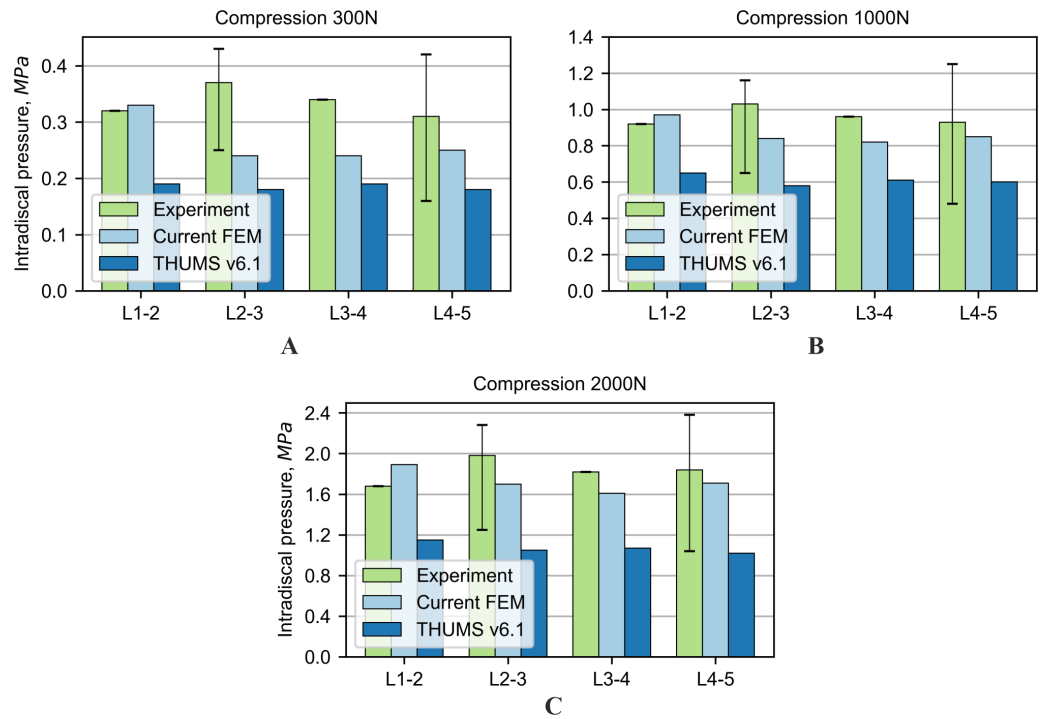 Compression 300N
Intradiscal pressure, MPa
0.4
0.3
0.2
0.1
0.0
Experiment
Current FEM
THUMS v6.1
L1-2 L2-3 L3-4 L4-5
A
Compression 1000N
1.4
1.2
1.0
0.8
0.6
0.4
0.2
0.0
Experiment
Current FEM
THUMS v6.1
L1-2 L2-3 L3-4 L4-5
B
Compression 2000N
Intradiscal pressure, MPa
2.4
2.0
1.6
1.2
0.8
0.4
0.0
Experiment
Current FEM
THUMS v6.1
L1-2 L2-3 L3-4 L4-5
C